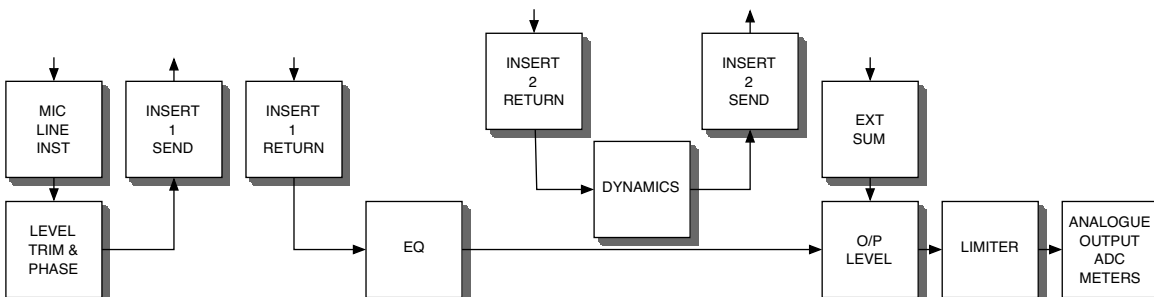 MIC
LINE
INST
INSERT
1
SEND
INSERT
1
RETURN
INSERT
2
RETURN
INSERT
2
SEND
EXT
SUM
DYNAMICS
LEVEL
TRIM &
PHASE
EQ
O/P
LEVEL
LIMITER
ANALOGUE
OUTPUT
ADC
METERS